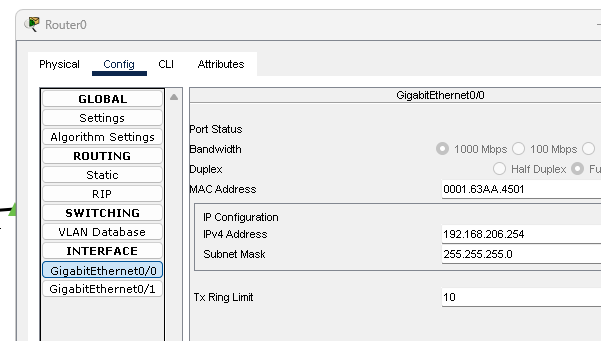 Router0
Physical Config CLI Attributes
GLOBAL
Settings
Algorithm Settings
ROUTING
Static
RIP
SWITCHING
VLAN Database
INTERFACE
GigabitEthernet0/0
GigabitEthernet0/1
GigabitEthernet0/0
Port Status
Bandwidth 1000 Mbps 100 Mbps
Duplex Half Duplex Fu
MAC Address 0001.63AA.4501
IP Configuration
IPv4 Address 192.168.206.254
Subnet Mask 255.255.255.0
Tx Ring Limit 10